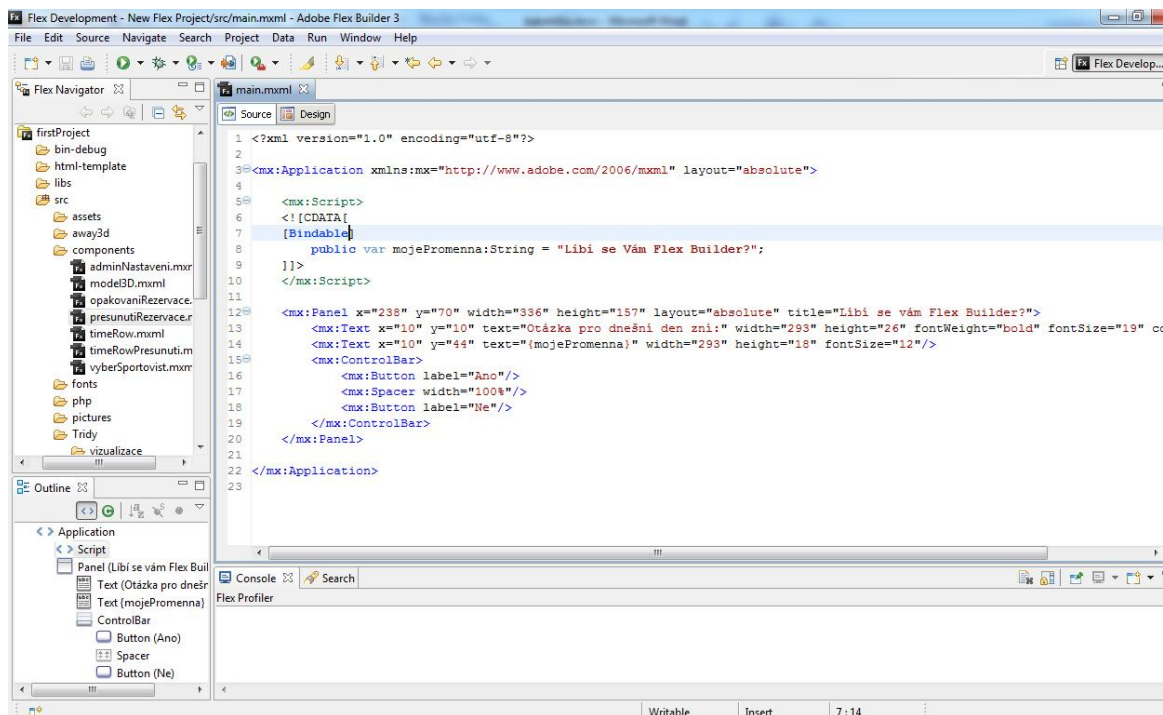 Flex Development - New Flex Project/src/main.mxml - Adobe Flex Builder 3
File Edit Source Navigate Search Project Data Run Window Help
Flex Develop...
Flex Navigator
firstProject
bin-debug
html-template
libs
src
assets
away3d
components
adminNastaveni.mxr
model3D.mxml
opakovaniRezervace.
presunutiRezervace.r
timeRow.mxml
timeRowPresunuti.m
vyberSportovist.mxm
fonts
php
pictures
Tridy
vizualizace
main.mxml
Source Design
1 <?xml version="1.0" encoding="utf-8"?>
2
3 <mx:Application xmlns:mx="http://www.adobe.com/2006/mxml" layout="absolute">
4
5 <mx:Script>
6 <![CDATA[
7 [Bindable]
8 public var mojePromenna:String = "Líbí se Vám Flex Builder?";
9 ]]>
10 </mx:Script>
11
12 <mx:Panel x="238" y="70" width="336" height="157" layout="absolute" title="Líbí se vám Flex Builder?">
13 <mx:Text x="10" y="10" text="Otázka pro dnešní den zní:" width="293" height="26" fontWeight="bold" fontSize="19" co
14 <mx:Text x="10" y="44" text="{mojePromenna}" width="293" height="18" fontSize="12"/>
15 <mx:ControlBar>
16 <mx:Button label="Ano"/>
17 <mx:Spacer width="100%"/>
18 <mx:Button label="Ne"/>
19 </mx:ControlBar>
20 </mx:Panel>
21
22 </mx:Application>
23
Outline
Application
Script
Panel (Líbí se vám Flex Buil
Text (Otázka pro dnešr
Text {mojePromenna}
ControlBar
Button (Ano)
Spacer
Button (Ne)
Console Search
Flex Profiler
Writable Insert 7 : 14